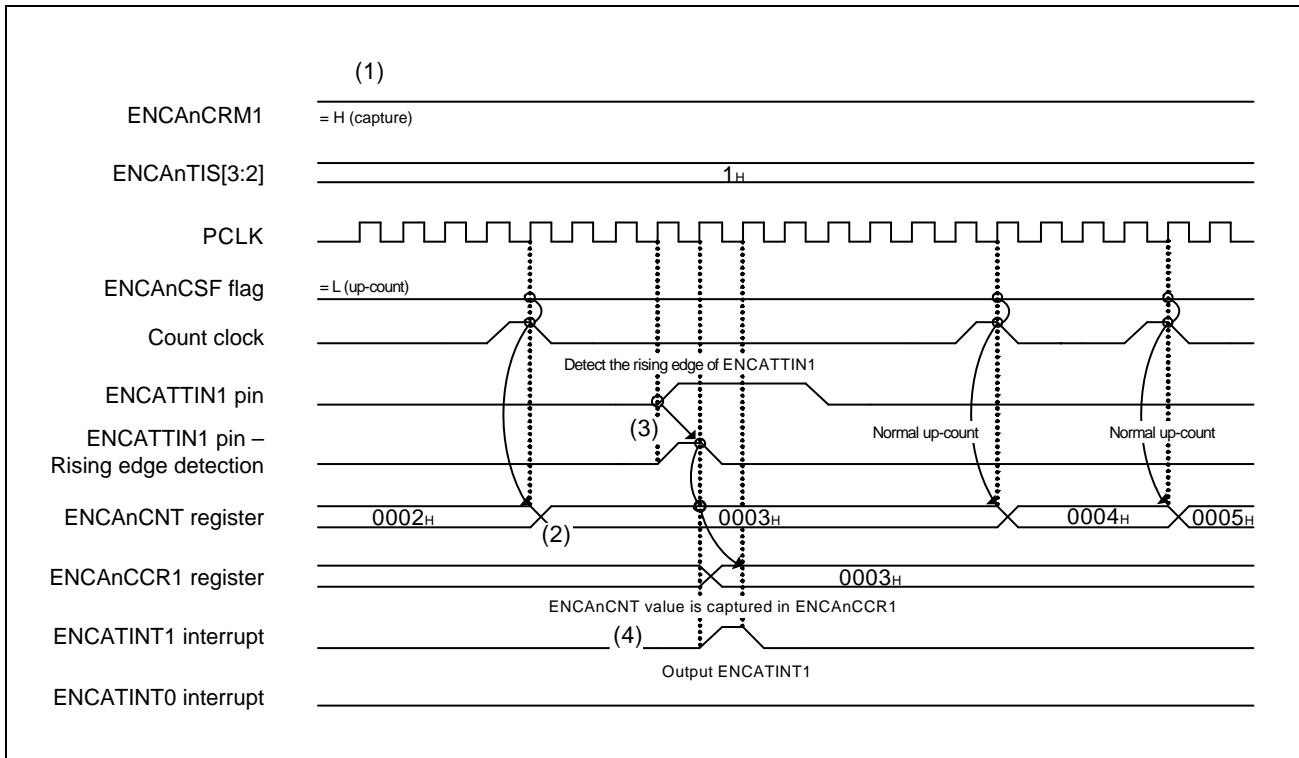 (1)
ENCAnCRM1
= H (capture)
ENCAnTIS[3:2]
1H
PCLK
ENCAnCSF flag
= L (up-count)
Count clock
Detect the rising edge of ENCATTIN1
ENCATTIN1 pin
(3)
Normal up-count
Normal up-count
ENCATTIN1 pin –
Rising edge detection
ENCAnCNT register
0002H
(2)
0003H
0004H
0005H
ENCAnCCR1 register
0003H
ENCAnCNT value is captured in ENCAnCCR1
ENCATINT1 interrupt
(4)
Output ENCATINT1
ENCATINT0 interrupt